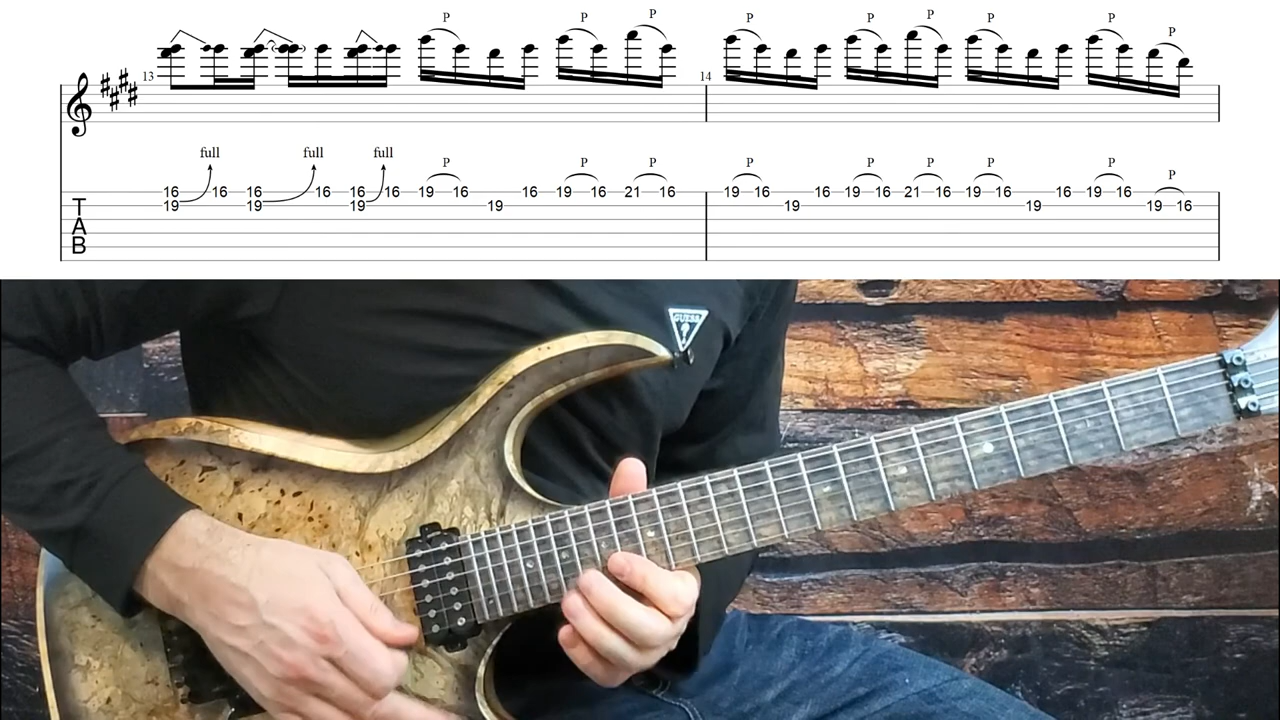 P P P P P P P P P
13 14
full full full P P P P P P P P P
16 16 16 16 16 16 19 16 16 19 16 21 16 19 16 16 19 16 21 16 19 16 16 19 16
T 19 19 19 19 19 19 19 16
A
B
GUESS
?